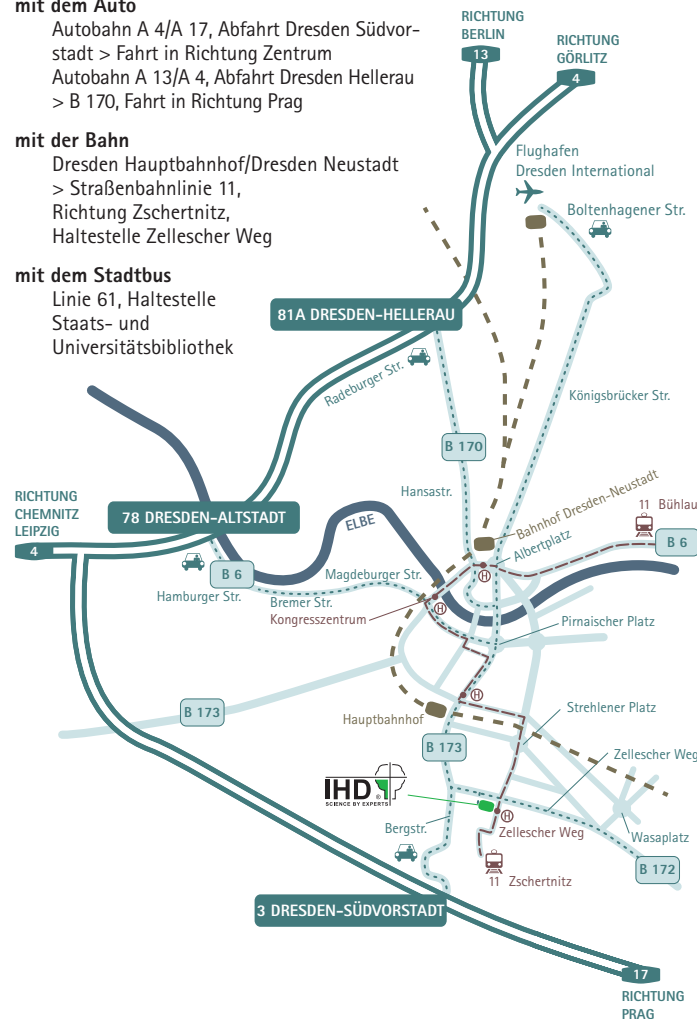 mit dem Auto
Autobahn A 4/A 17, Abfahrt Dresden Südvor-
stadt > Fahrt in Richtung Zentrum
Autobahn A 13/A 4, Abfahrt Dresden Hellerau
> B 170, Fahrt in Richtung Prag
mit der Bahn
Dresden Hauptbahnhof/Dresden Neustadt
> Straßenbahnlinie 11,
Richtung Zschertnitz,
Haltestelle Zellescher Weg
mit dem Stadtbus
Linie 61, Haltestelle
Staats- und
Universitätsbibliothek
RICHTUNG
BERLIN
13
RICHTUNG
GÖRLITZ
4
Flughafen
Dresden International
Boltenhagener Str.
81A DRESDEN-HELLERAU
Radeburger Str.
Königsbrücker Str.
B 170
Hansastr.
Bahnhof Dresden-Neustadt
11 Bühlau
Albertplatz
B 6
H
RICHTUNG
CHEMNITZ
LEIPZIG
4
78 DRESDEN-ALTSTADT
ELBE
B 6
Hamburger Str.
Magdeburger Str.
Bremer Str.
Kongresszentrum
H
Pirnaischer Platz
H
B 173
Hauptbahnhof
Strehlener Platz
B 173
Zellescher Weg
IHD
®
SCIENCE BY EXPERTS
H
Bergstr.
Zellescher Weg
Wasaplatz
B 172
11 Zschertnitz
3 DRESDEN-SÜDVORSTADT
17
RICHTUNG
PRAG